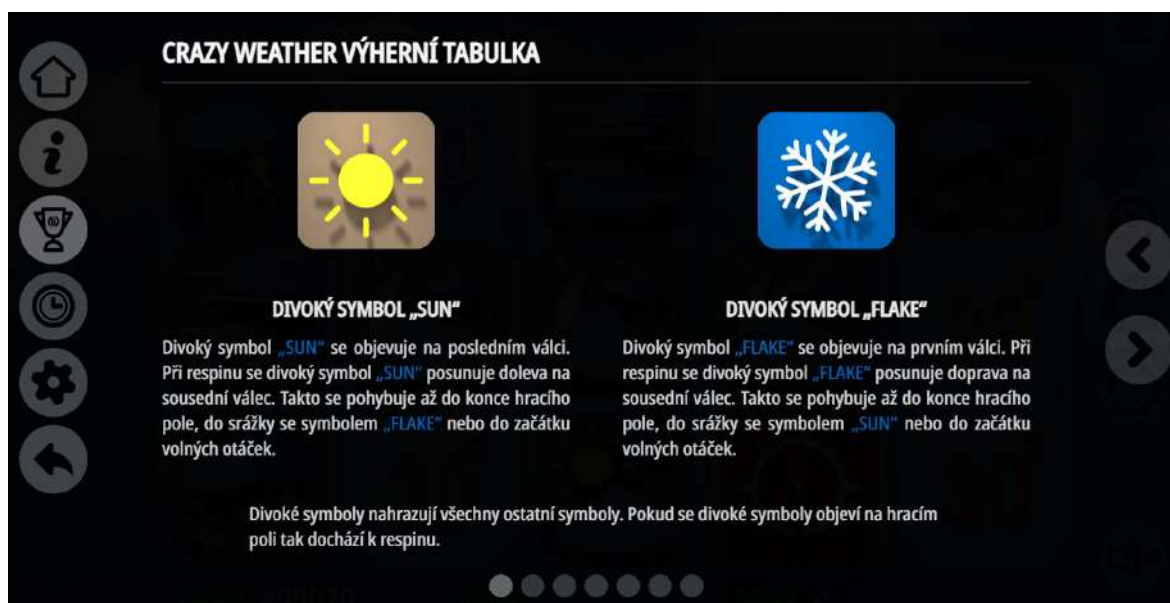 CRAZY WEATHER VÝHERNÍ TABULKA
DIVOKÝ SYMBOL „SUN“
Divoký symbol „SUN“ se objevuje na posledním válci.
Při respinu se divoký symbol „SUN“ posunuje doleva na
sousední válec. Takto se pohybuje až do konce hracího
pole, do srážky se symbolem „FLAKE“ nebo do začátku
volných otáček.
DIVOKÝ SYMBOL „FLAKE“
Divoký symbol „FLAKE“ se objevuje na prvním válci. Při
respinu se divoký symbol „FLAKE“ posunuje doprava na
sousední válec. Takto se pohybuje až do konce hracího
pole, do srážky se symbolem „SUN“ nebo do začátku
volných otáček.
Divoké symboly nahrazují všechny ostatní symboly. Pokud se divoké symboly objeví na hracím
poli tak dochází k respinu.